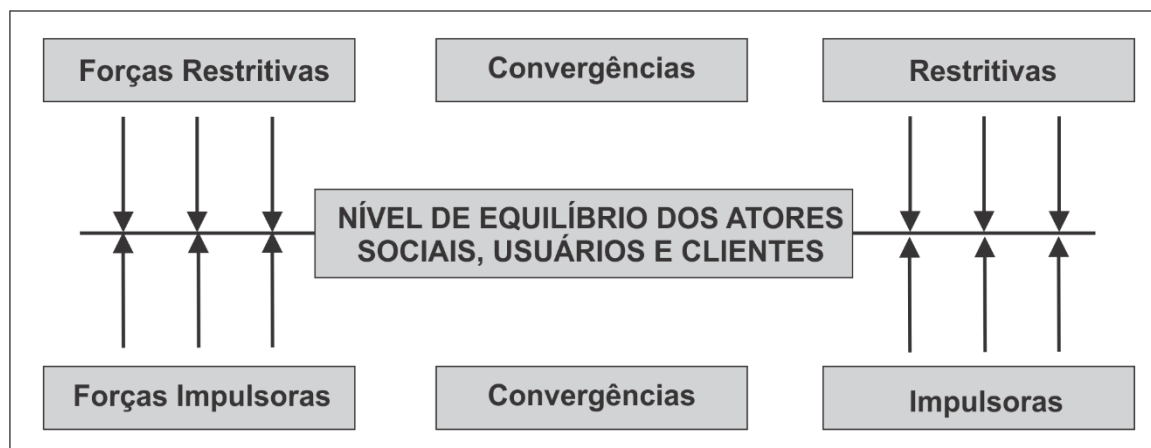 Forças Restritivas
Convergências
Restritivas
NÍVEL DE EQUILÍBRIO DOS ATORES
SOCIAIS, USUÁRIOS E CLIENTES
Forças Impulsoras
Convergências
Impulsoras